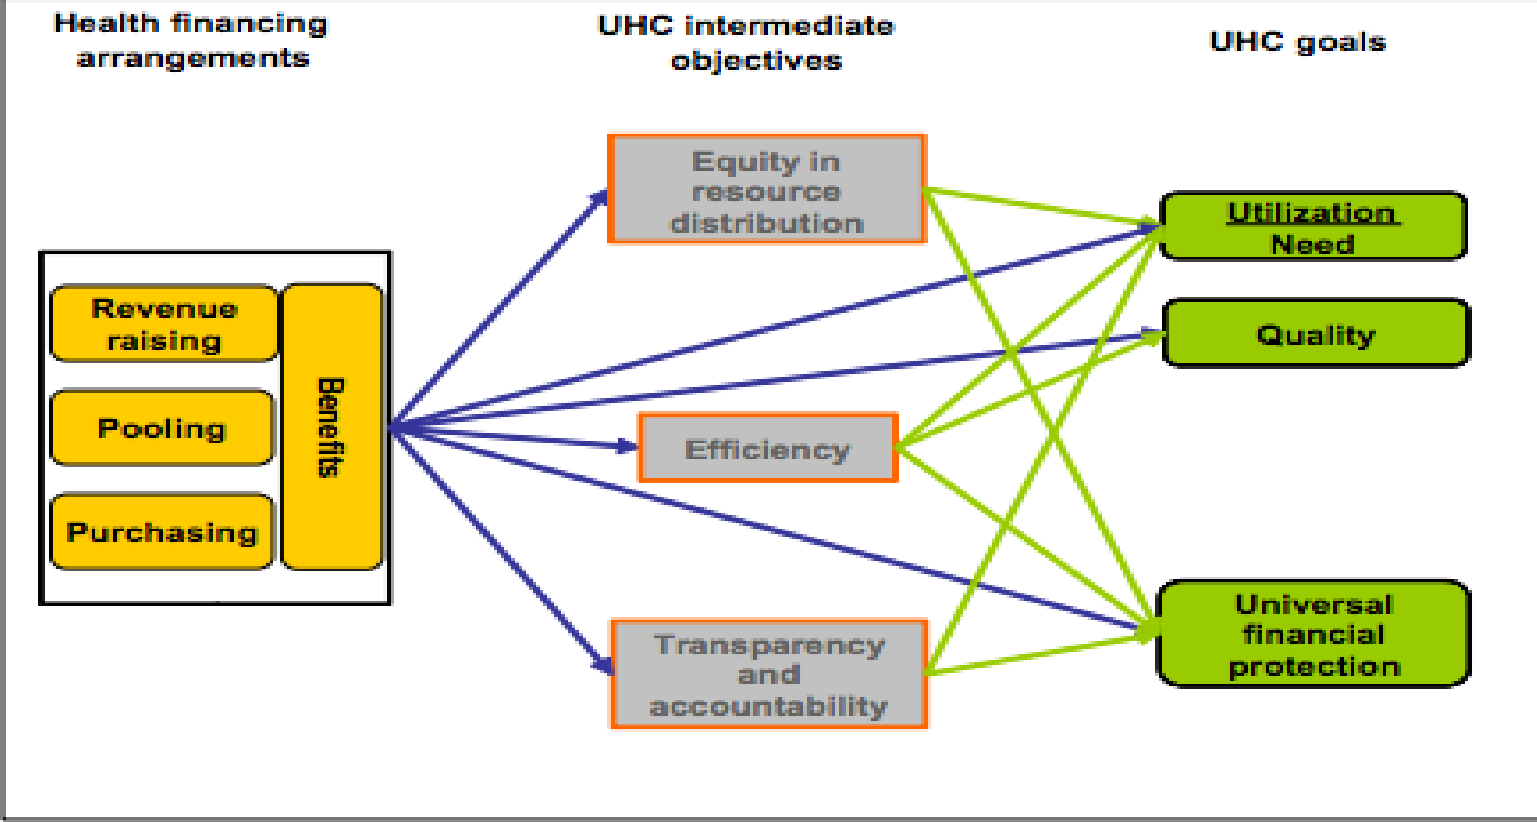 Health financing
arrangements
UHC intermediate
objectives
UHC goals
Revenue
raising
Pooling
Purchasing
Benefits
Equity in
resource
distribution
Efficiency
Transparency
and
accountability
Utilization
Need
Quality
Universal
financial
protection